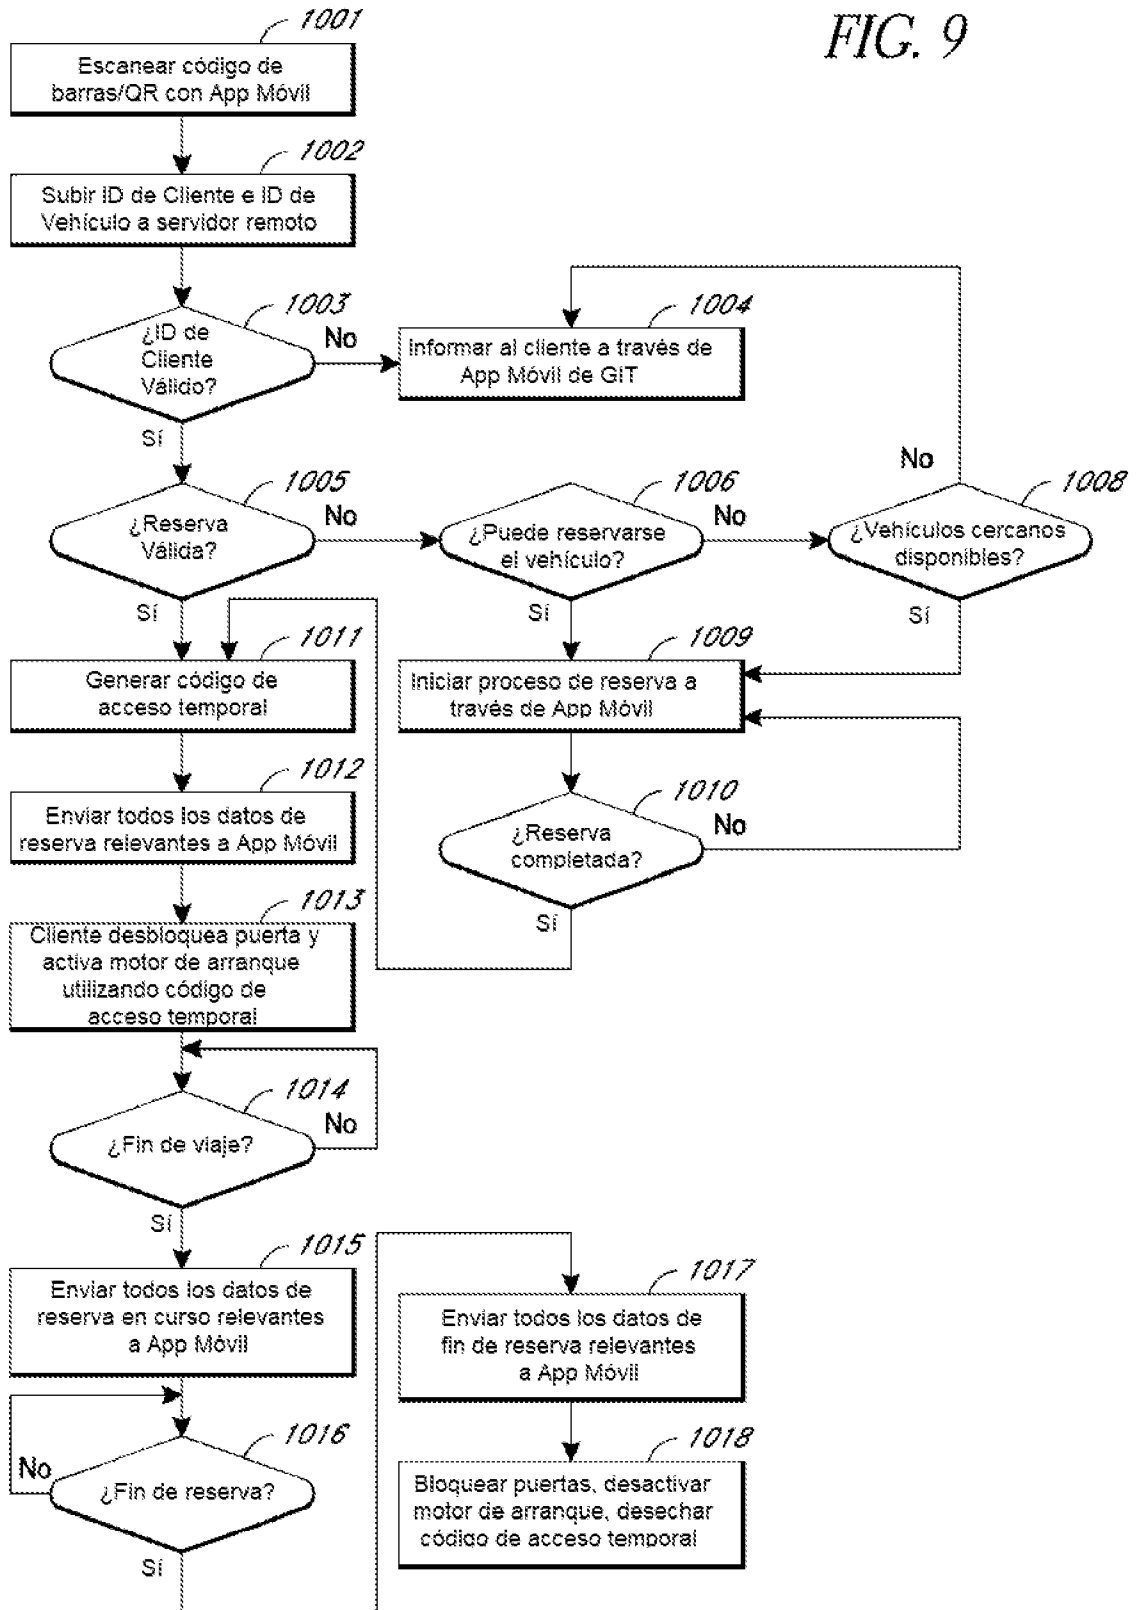 FIG. 9
1001
Escanear código de
barras/QR con App Móvil
1002
Subir ID de Cliente e ID de
Vehículo a servidor remoto
1003
¿ID de
Cliente
Válido?
No
Sí
1004
Informar al cliente a través de
App Móvil de GIT
1005
¿Reserva
Válida?
No
Sí
1006
¿Puede reservarse
el vehículo?
No
Sí
1008
¿Vehículos cercanos
disponibles?
No
Sí
1011
Generar código de
acceso temporal
1009
Iniciar proceso de reserva a
través de App Móvil
1012
Enviar todos los datos de
reserva relevantes a App Móvil
1010
¿Reserva
completada?
No
Sí
1013
Cliente desbloquea puerta y
activa motor de arranque
utilizando código de
acceso temporal
1014
¿Fin de viaje?
No
Sí
1015
Enviar todos los datos de
reserva en curso relevantes
a App Móvil
1016
¿Fin de reserva?
No
Sí
1017
Enviar todos los datos de
fin de reserva relevantes
a App Móvil
1018
Bloquear puertas, desactivar
motor de arranque, desechar
código de acceso temporal